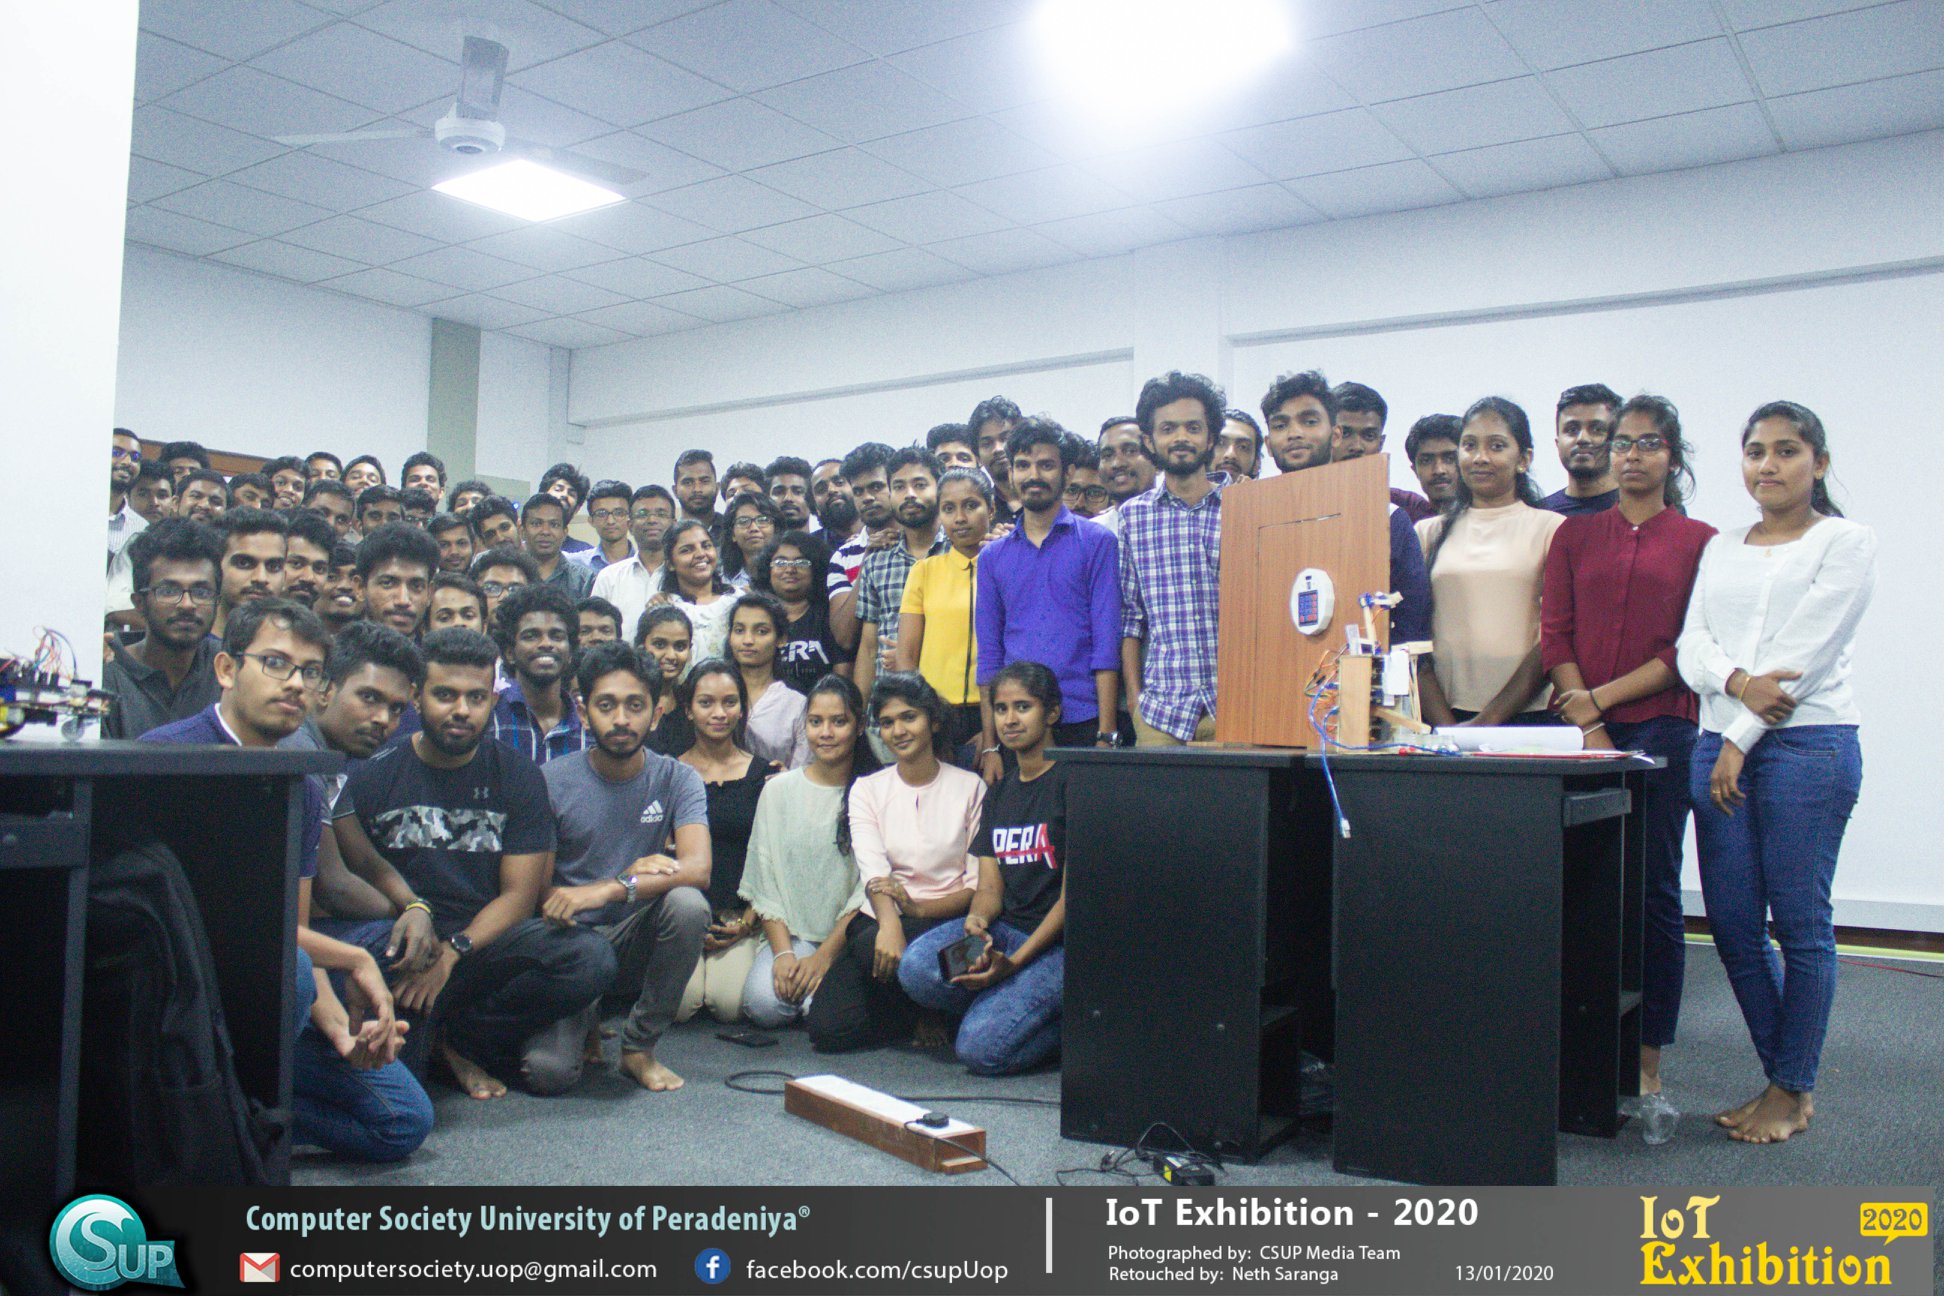 ERA
adidas
PERA
CSUP
Computer Society University of Peradeniya®
computersociety.uop@gmail.com
facebook.com/csupUop
IoT Exhibition - 2020
Photographed by: CSUP Media Team
Retouched by: Neth Saranga
13/01/2020
IoT
Exhibition
2020